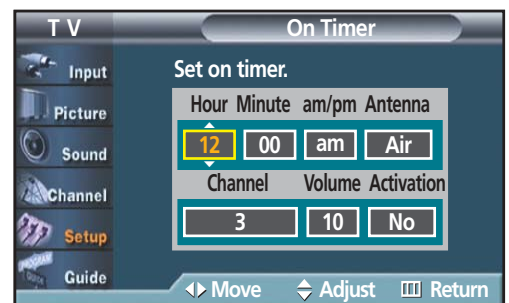 T V
On Timer
Input
Picture
Sound
Channel
Setup
Guide
Set on timer.
Hour Minute am/pm Antenna
12 00 am Air
Channel Volume Activation
3 10 No
Move Adjust Return